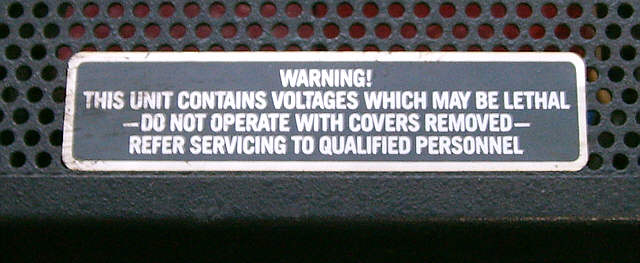 WARNING!
THIS UNIT CONTAINS VOLTAGES WHICH MAY BE LETHAL
—DO NOT OPERATE WITH COVERS REMOVED—
REFER SERVICING TO QUALIFIED PERSONNEL